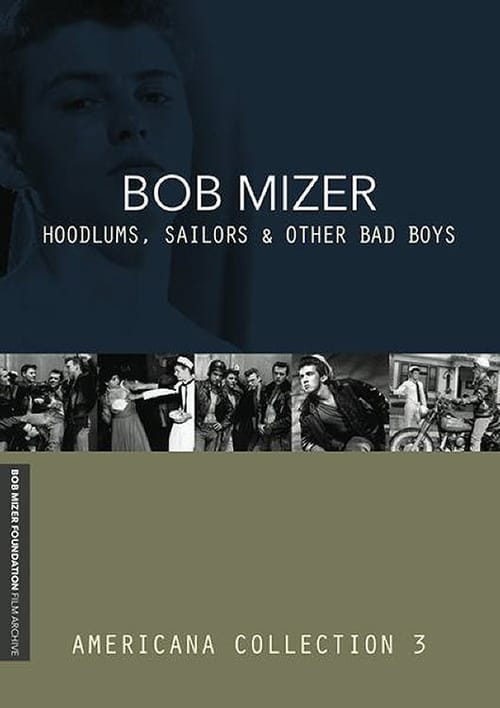 BOB MIZER
HOODLUMS, SAILORS & OTHER BAD BOYS
BOB MIZER FOUNDATION FILM ARCHIVE
AMERICANA COLLECTION 3